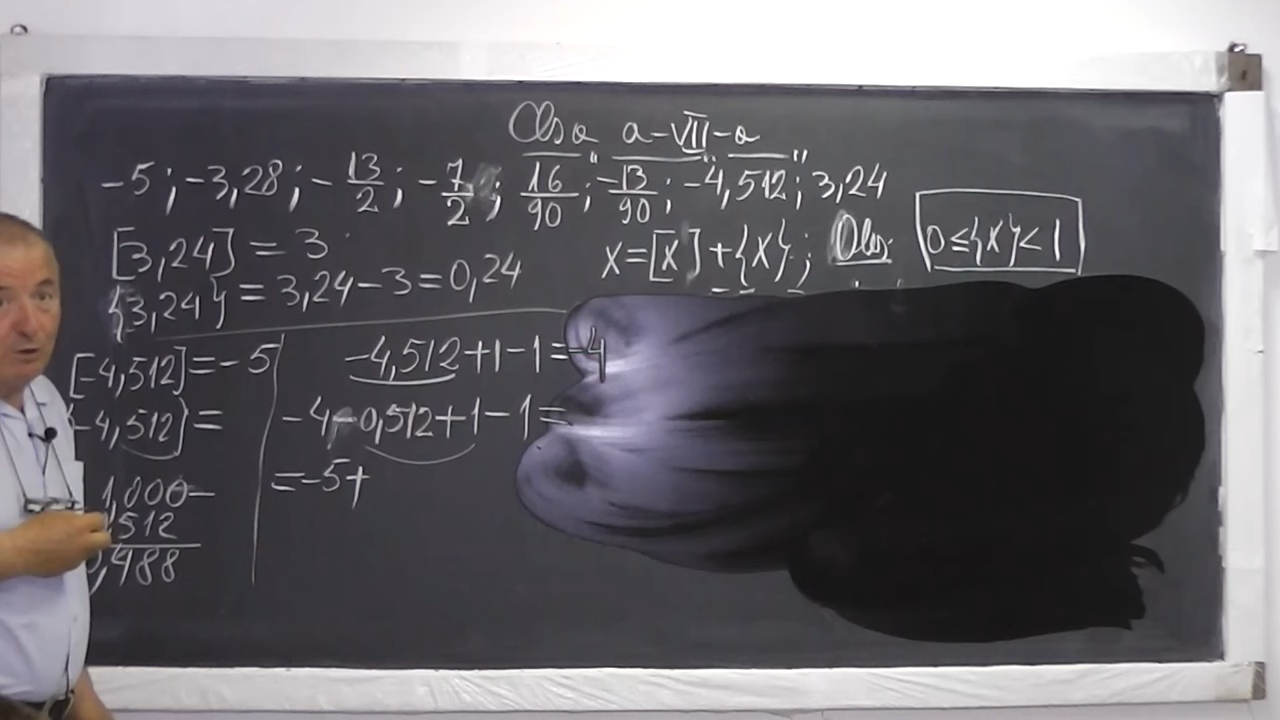 Clasa a-VII-a
-5 ; -3,28 ; -13/2 ; -7/2 ; 16/90 ; -13/90 ; -4,512 ; 3,24
[3,24] = 3
{3,24} = 3,24-3=0,24
x=[x]+{x} ; Obs: 0≤{x}<1
[-4,512]=-5
{-4,512}=
1,000-
,512
0,488
-4,512+1-1=-4
-4-0,512+1-1=
=-5+